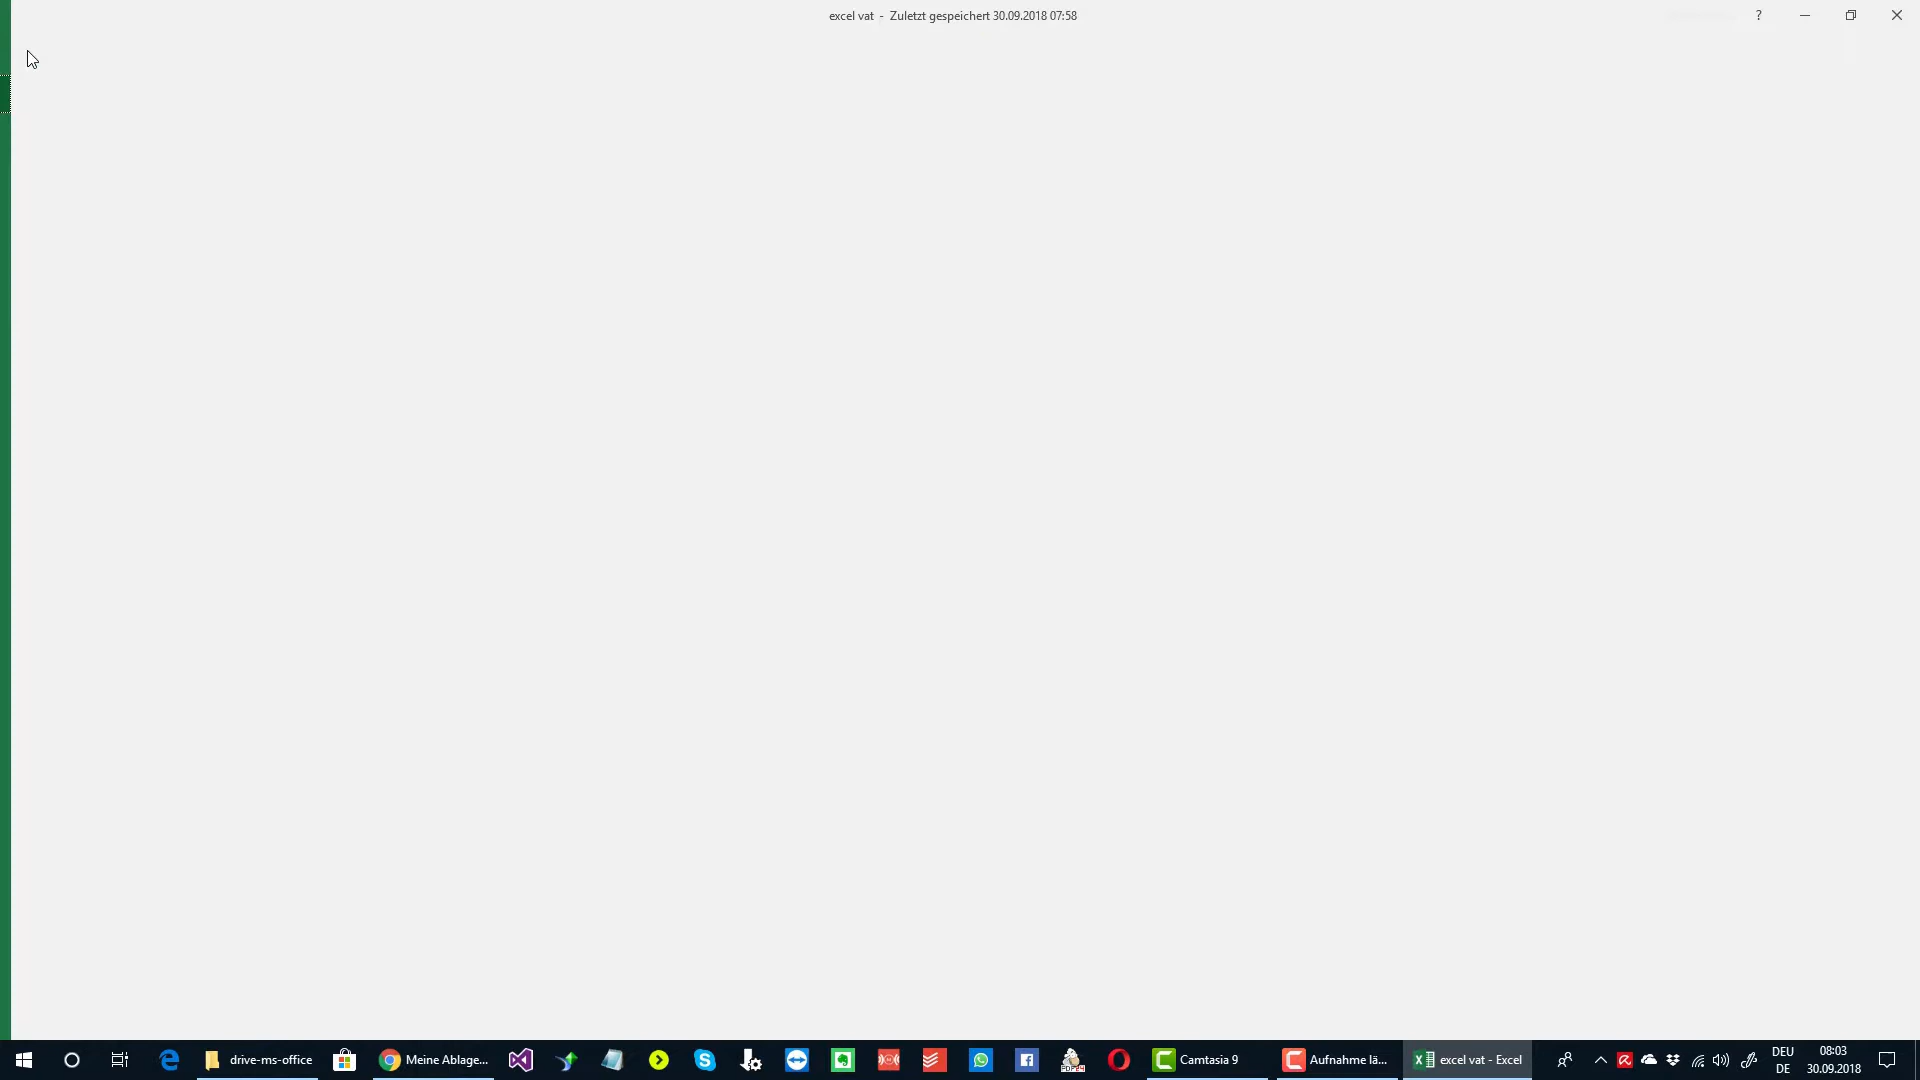 excel vat - Zuletzt gespeichert 30.09.2018 07:58
?
drive-ms-office
Meine Ablage...
Camtasia 9
Aufnahme lä...
excel vat - Excel
DEU
DE
08:03
30.09.2018